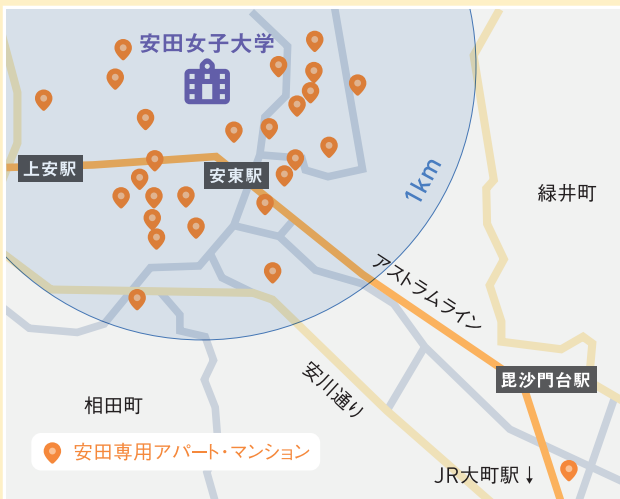 安田女子大学
上安駅
安東駅
1km
緑井町
アストラムライン
毘沙門台駅
安川通り
相田町
安田専用アパート・マンション
JR大町駅↓